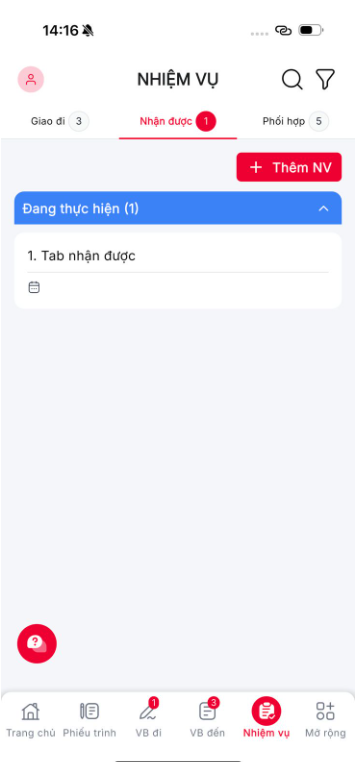 14:16
NHIỆM VỤ
Giao đi 3
Nhận được 1
Phối hợp 5
+ Thêm NV
Đang thực hiện (1)
1. Tab nhận được
?
1
3
Trang chủ
Phiếu trình
VB đi
VB đến
Nhiệm vụ
Mở rộng